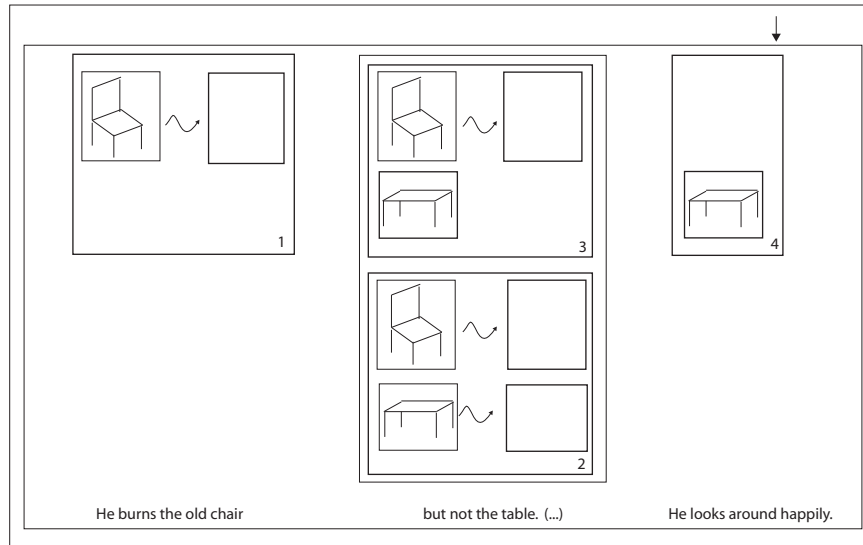 1
3
2
4
He burns the old chair
but not the table. (...)
He looks around happily.